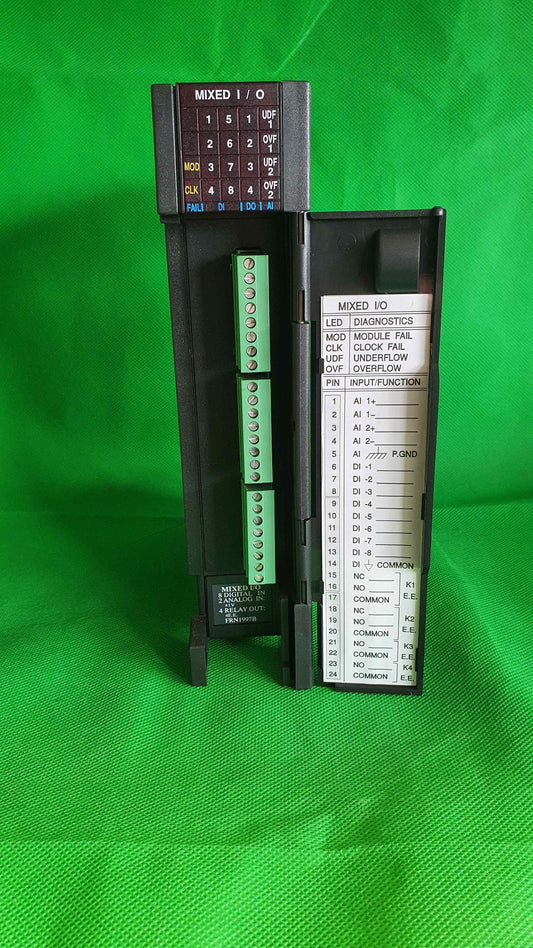 MIXED I / O
1 5 1 UDF 1
2 6 2 OVF 1
MOD 3 7 3 UDF 2
CLK 4 8 4 OVF 2
FAIL DI DO AI
MIXED I/O
LED DIAGNOSTICS
MOD MODULE FAIL
CLK CLOCK FAIL
UDF UNDERFLOW
OVF OVERFLOW
PIN INPUT/FUNCTION
1 AI 1+
2 AI 1-
3 AI 2+
4 AI 2-
5 AI P.GND
6 DI -1
7 DI -2
8 DI -3
9 DI -4
10 DI -5
11 DI -6
12 DI -7
13 DI -8
14 DI COMMON
15 NC K1
16 NO E.E.
17 COMMON
18 NC K2
19 NO E.E.
20 COMMON
21 NO K3
22 COMMON E.E.
23 NO K4
24 COMMON E.E.
MIXED I/O
8 DIGITAL IN
2 ANALOG IN:
±1V
4 RELAY OUT:
4E.E.
FRN1997B